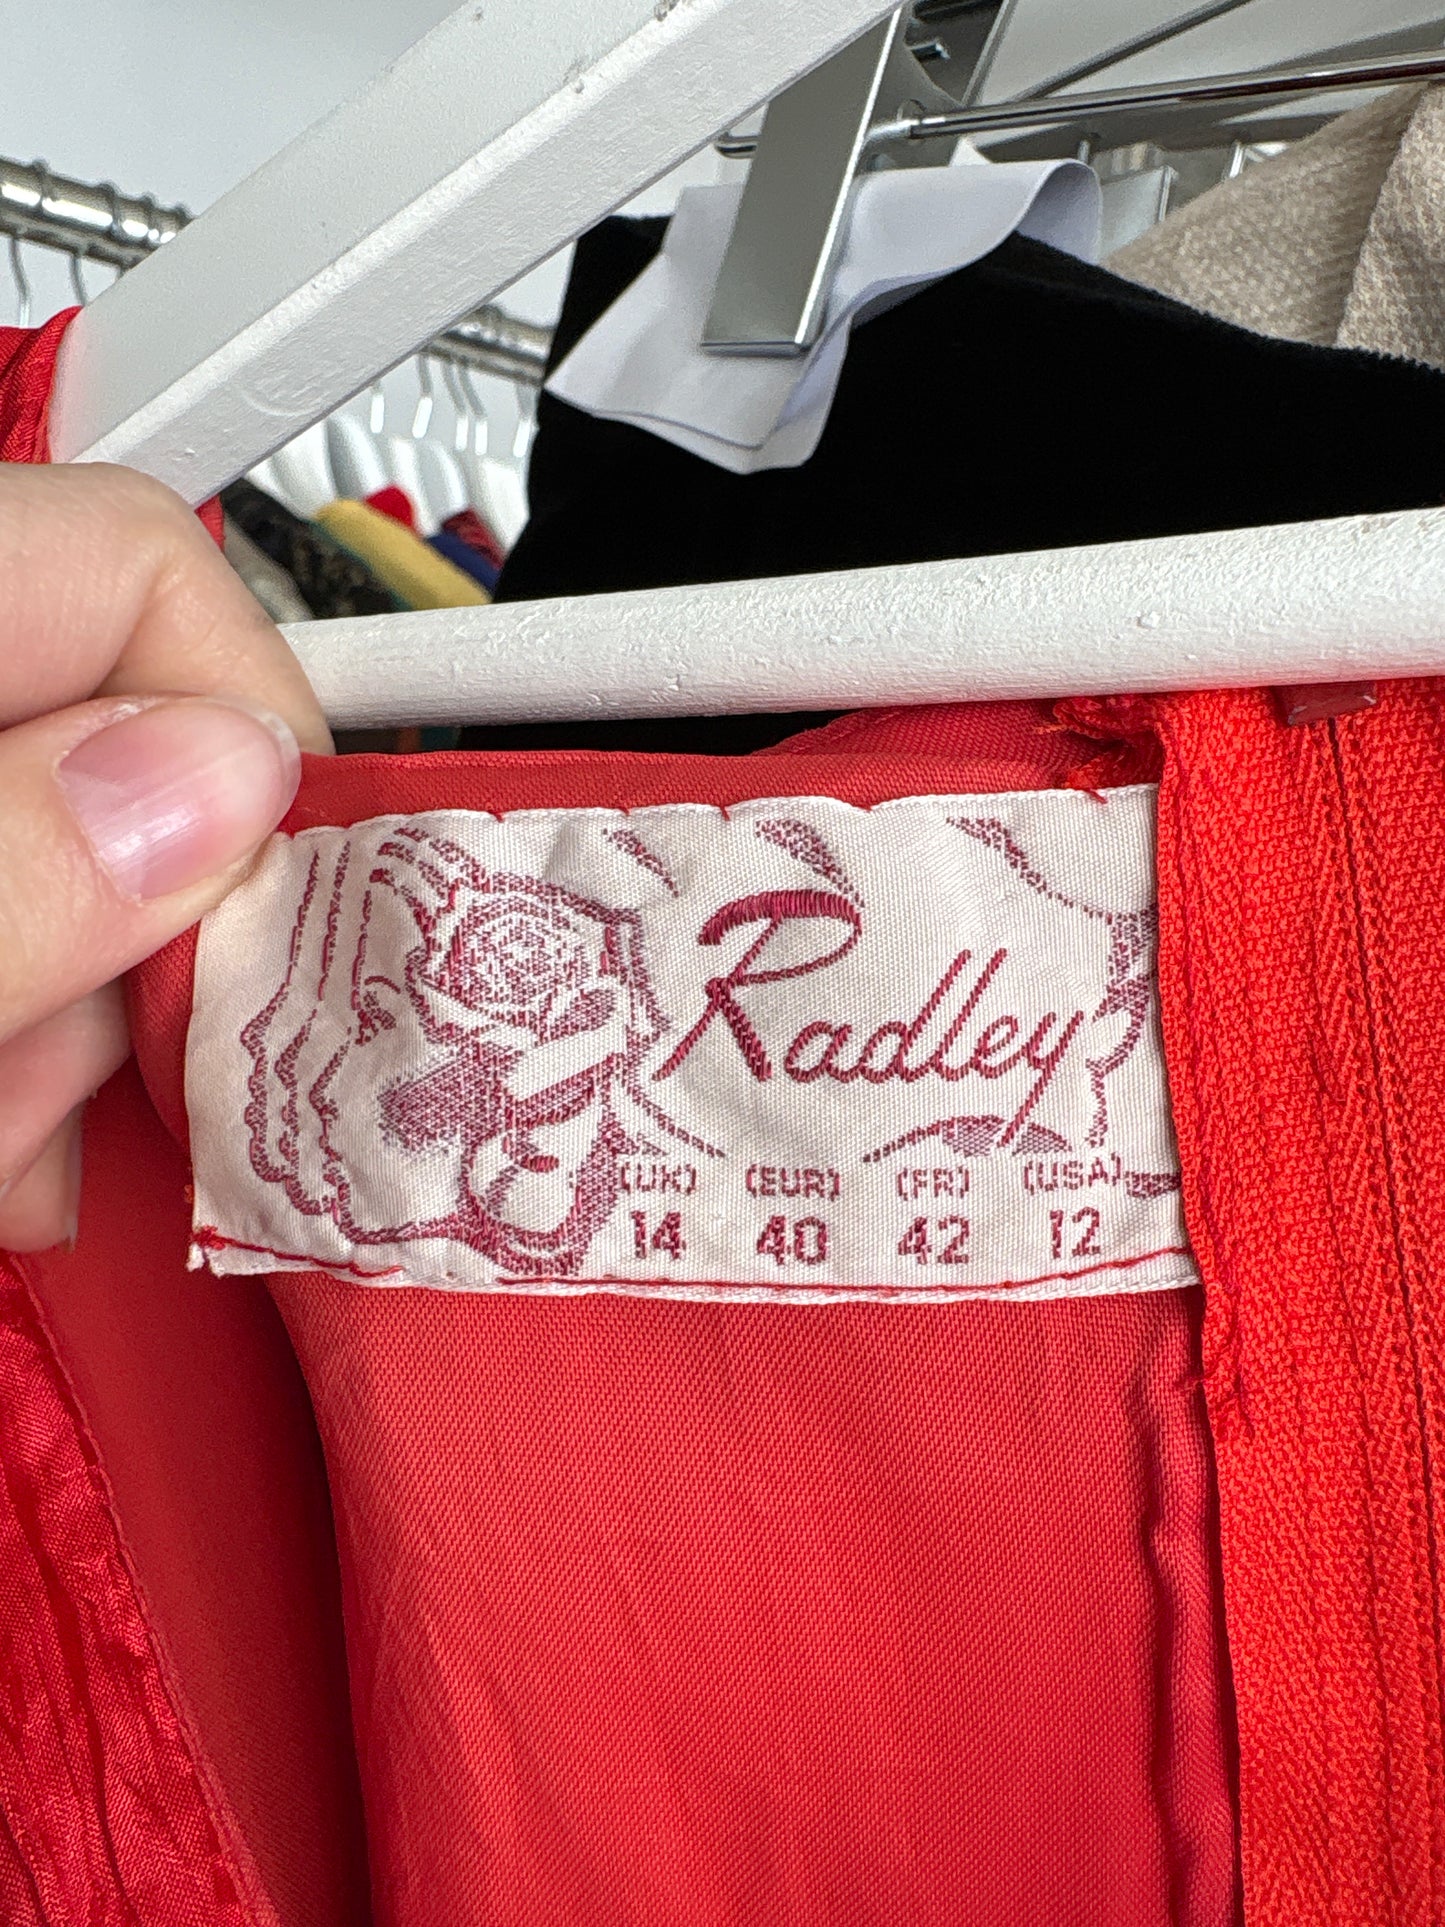 Radley
(UK) (EUR) (FR) (USA)
14 40 42 12